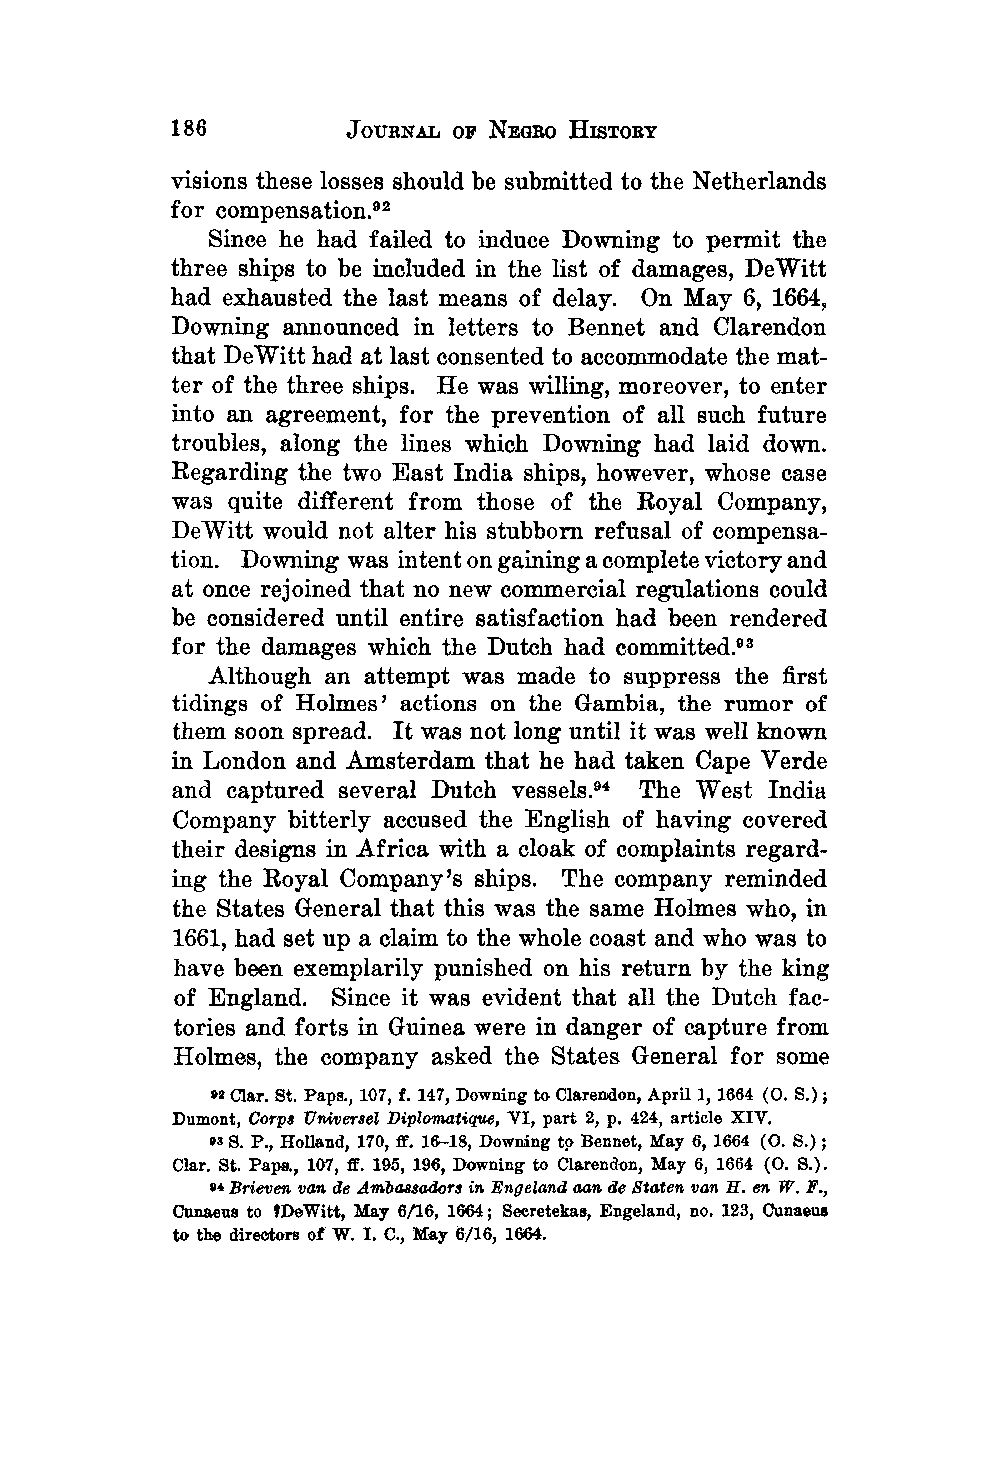 186 JOURNAL OF NEGRO HISTORY
visions these losses should be submitted to the Netherlands
for compensation.92
Since he had failed to induce Downing to permit the
three ships to be included in the list of damages, DeWitt
had exhausted the last means of delay. On May 6, 1664,
Downing announced in letters to Bennet and Clarendon
that DeWitt had at last consented to accommodate the mat-
ter of the three ships. He was willing, moreover, to enter
into an agreement, for the prevention of all such future
troubles, along the lines which Downing had laid down.
Regarding the two East India ships, however, whose case
was quite different from those of the Royal Company,
DeWitt would not alter his stubborn refusal of compensa-
tion. Downing was intent on gaining a complete victory and
at once rejoined that no new commercial regulations could
be considered until entire satisfaction had been rendered
for the damages which the Dutch had committed.93
Although an attempt was made to suppress the first
tidings of Holmes' actions on the Gambia, the rumor of
them soon spread. It was not long until it was well known
in London and Amsterdam that he had taken Cape Verde
and captured several Dutch vessels.94 The West India
Company bitterly accused the English of having covered
their designs in Africa with a cloak of complaints regard-
ing the Royal Company's ships. The company reminded
the States General that this was the same Holmes who, in
1661, had set up a claim to the whole coast and who was to
have been exemplarily punished on his return by the king
of England. Since it was evident that all the Dutch fac-
tories and forts in Guinea were in danger of capture from
Holmes, the company asked the States General for some
92 Clar. St. Paps., 107, f. 147, Downing to Clarendon, April 1, 1664 (O. S.);
Dumont, Corps Universel Diplomatique, VI, part 2, p. 424, article XIV.
93 S. P., Holland, 170, ff. 16-18, Downing to Bennet, May 6, 1664 (O. S.);
Clar. St. Paps., 107, ff. 195, 196, Downing to Clarendon, May 6, 1664 (O. S.).
94 Brieven van de Ambassadors in Engeland aan de Staten van H. en W. F.,
Cunaeus to ?DeWitt, May 6/16, 1664; Secretekas, Engeland, no. 123, Cunaeus
to the directors of W. I. C., May 6/16, 1664.